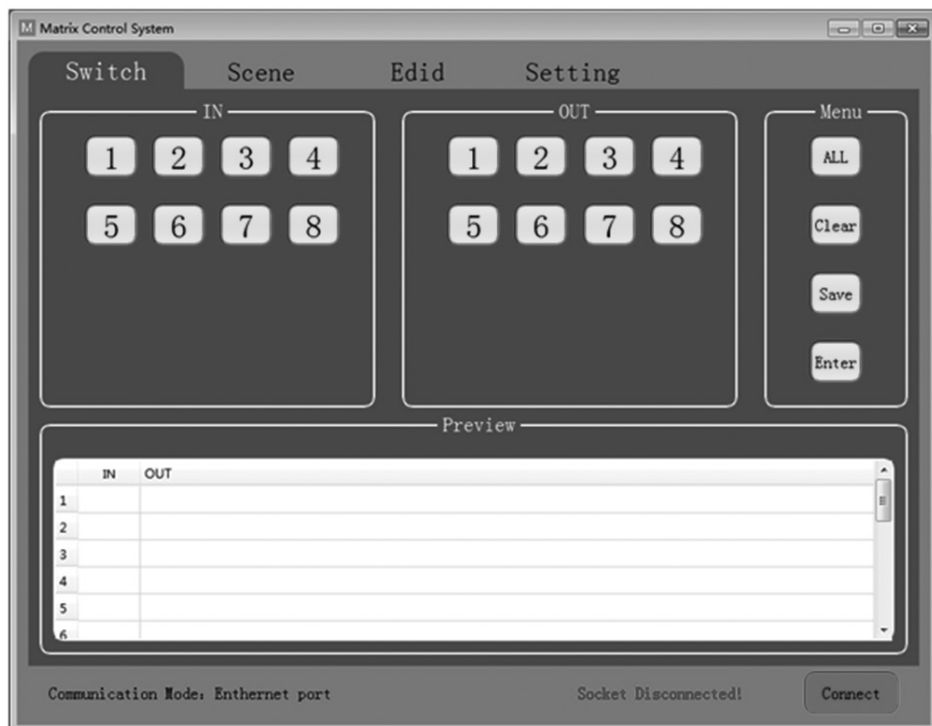 M Matrix Control System
Switch Scene Edid Setting
IN OUT Menu
1 2 3 4 1 2 3 4 ALL
5 6 7 8 5 6 7 8 Clear
Save
Enter
Preview
IN OUT
1
2
3
4
5
6
Communication Mode: Enthernet port Socket Disconnected! Connect